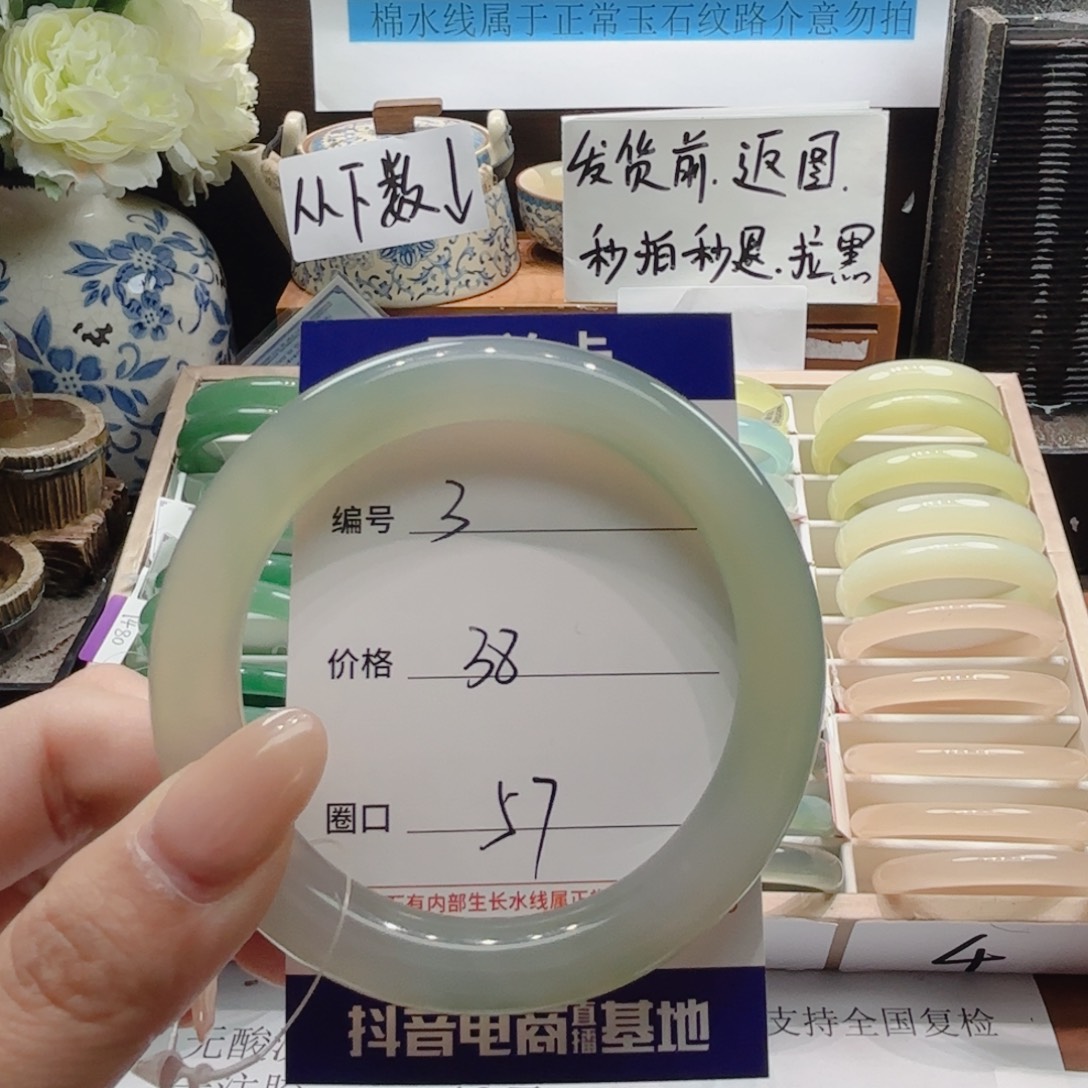 棉水线属于正常玉石纹路介意勿拍
从下数↓
发货前.返图.
秒拍秒退.拉黑
编号 3
价格 38
圈口 57
有内部生长水线属正
抖音电商直播基地
1480
4
无酸
支持全国复检